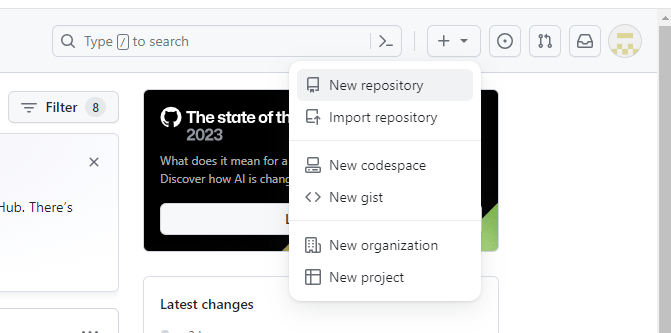 Type / to search
New repository
Import repository
New codespace
New gist
New organization
New project
Filter 8
Hub. There's
The state of th
2023
What does it mean for a
Discover how AI is chang
Latest changes